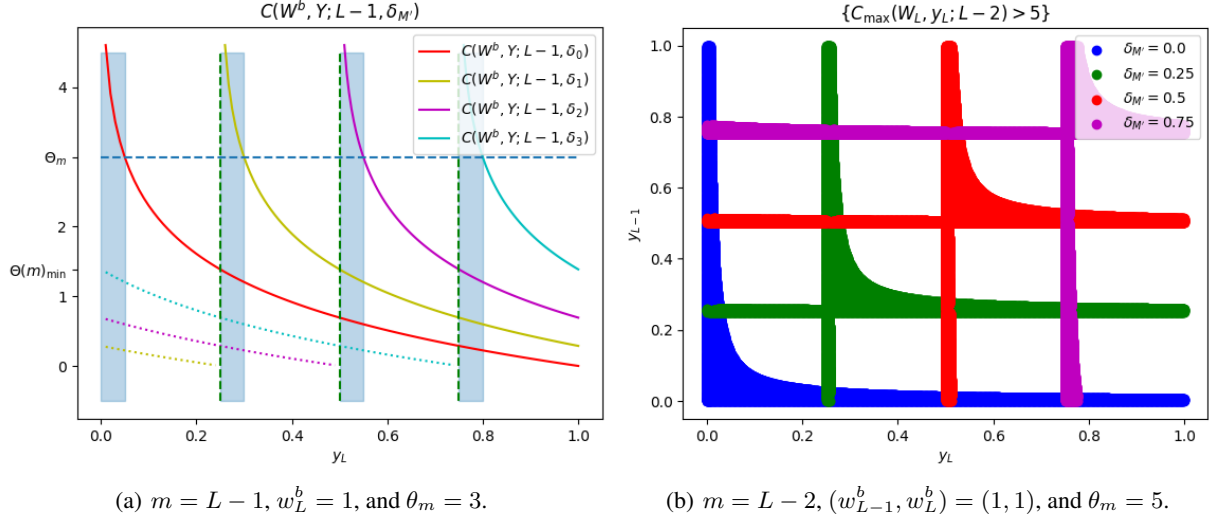 C(W^b, Y; L − 1, δ_{M′})
C(W^b, Y; L − 1, δ_0)
C(W^b, Y; L − 1, δ_1)
C(W^b, Y; L − 1, δ_2)
C(W^b, Y; L − 1, δ_3)
4
Θ_m
2
Θ(m)_min
1
0
0.0 0.2 0.4 0.6 0.8 1.0
y_L
(a) m = L − 1, w_L^b = 1, and θ_m = 3.
{C_max(W_L, y_L; L − 2) > 5}
δ_{M′} = 0.0
δ_{M′} = 0.25
δ_{M′} = 0.5
δ_{M′} = 0.75
1.0
0.8
0.6
0.4
0.2
0.0
y_{L−1}
0.0 0.2 0.4 0.6 0.8 1.0
y_L
(b) m = L − 2, (w_{L−1}^b, w_L^b) = (1, 1), and θ_m = 5.